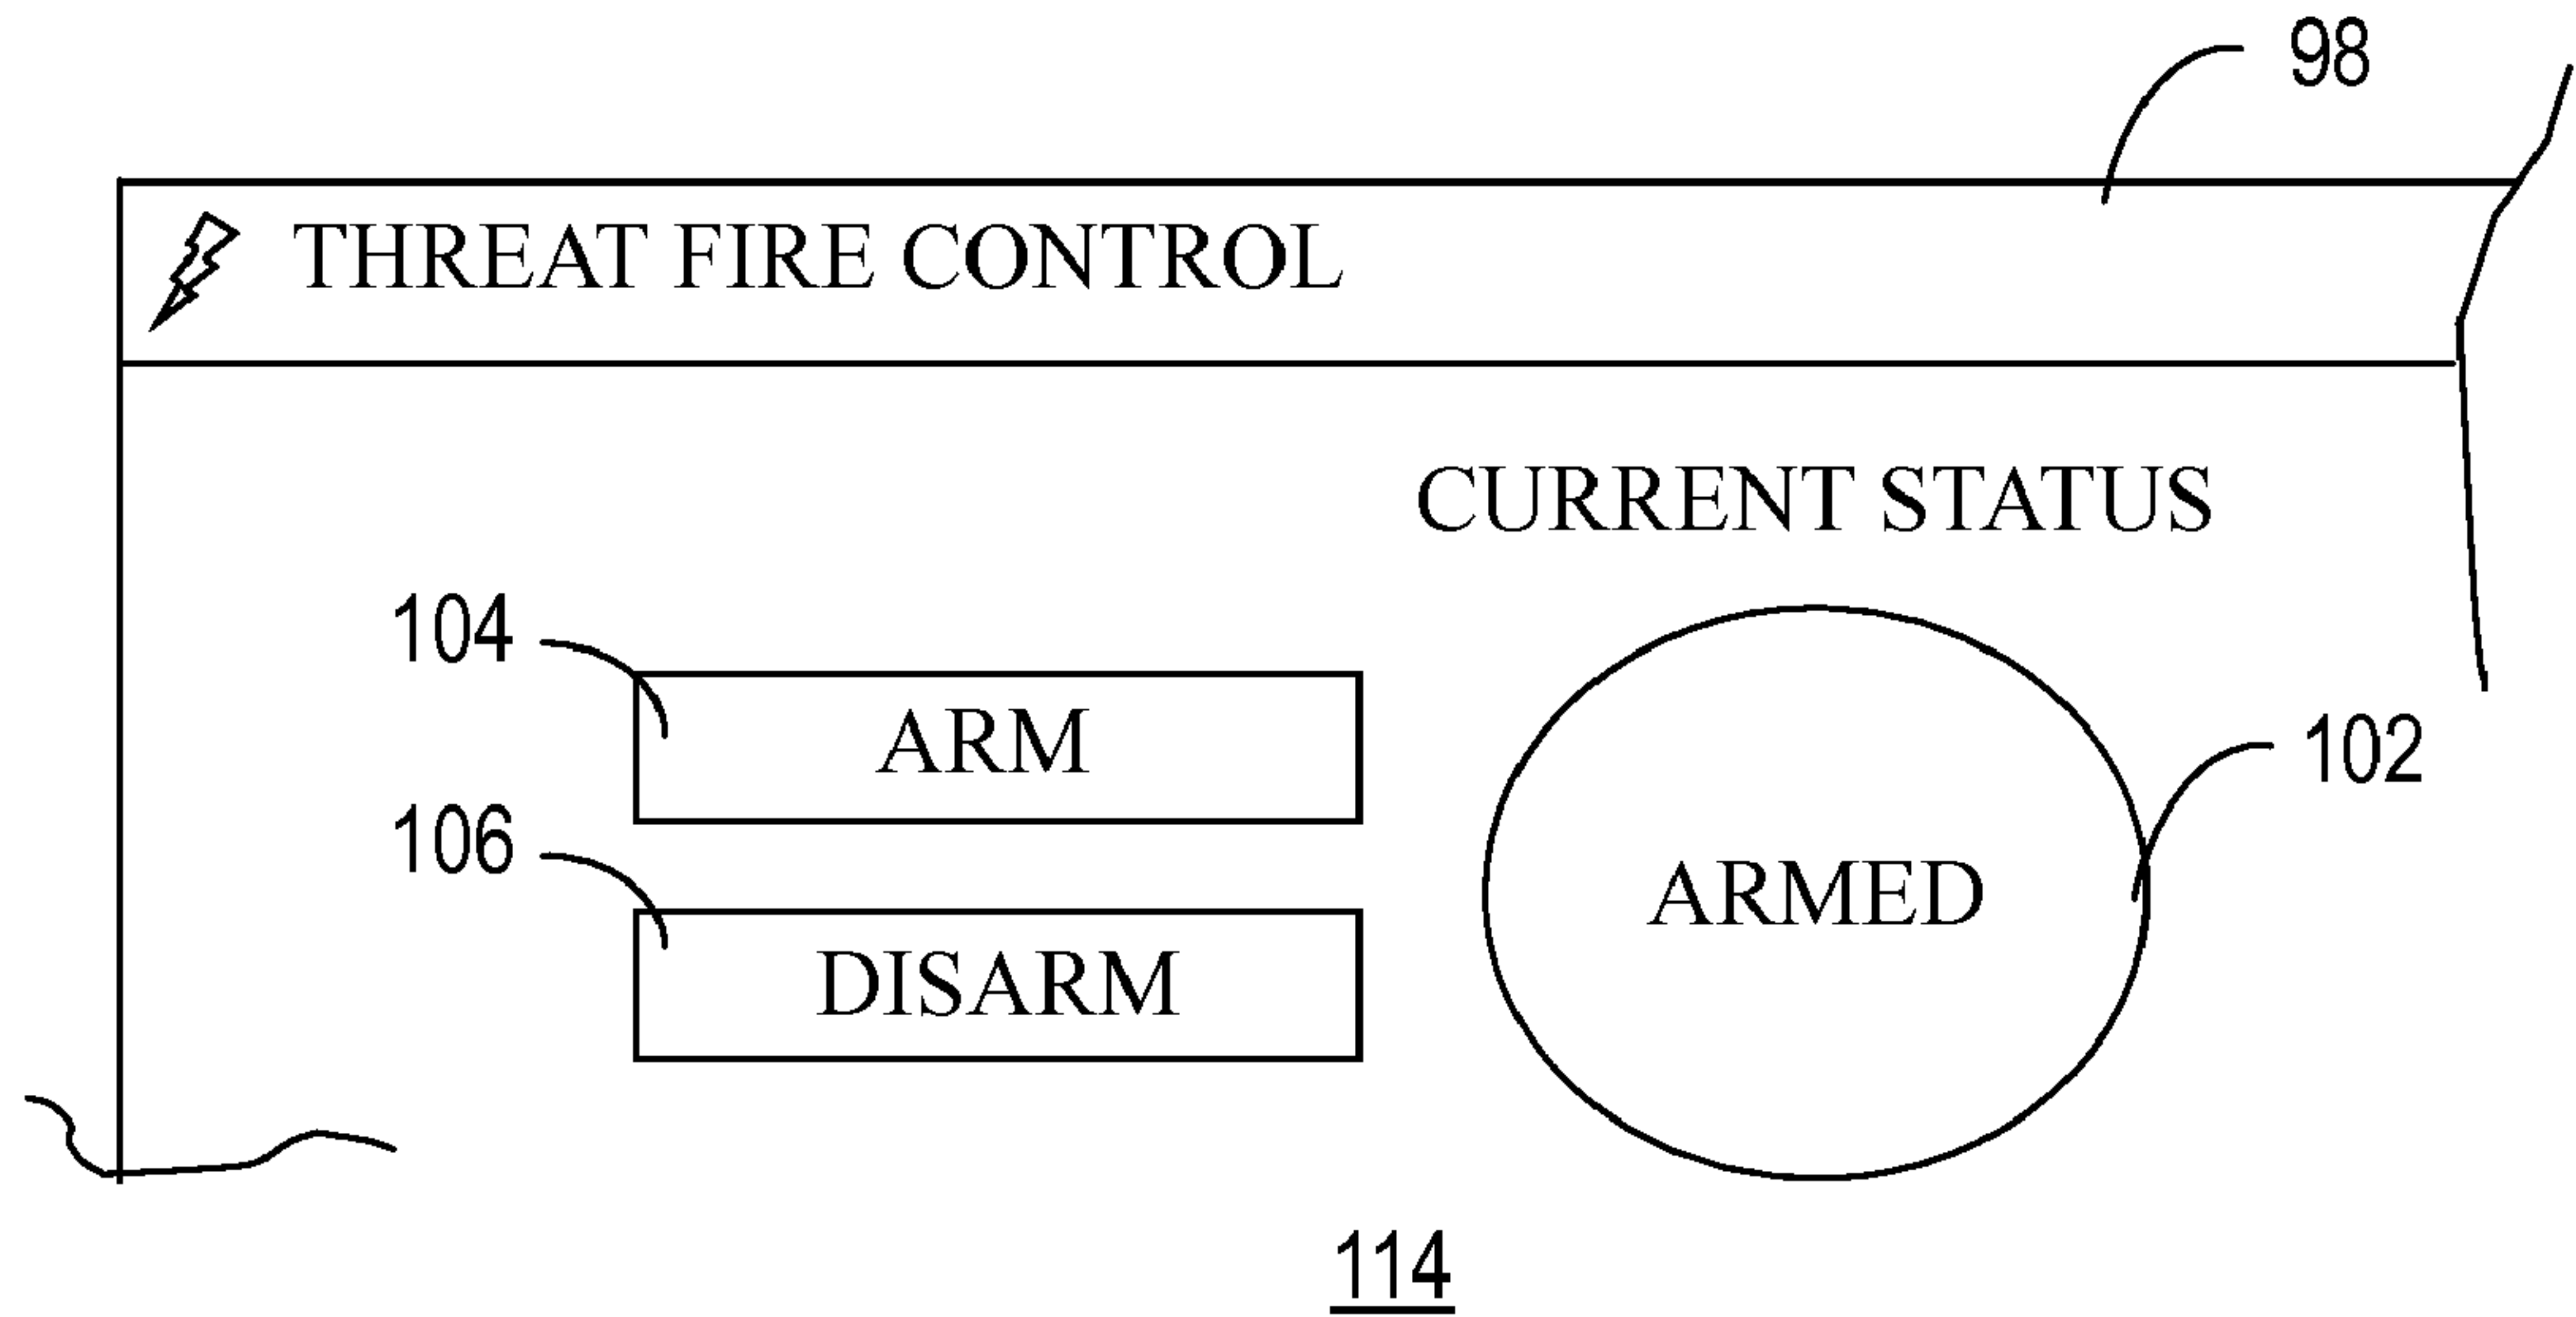 98
THREAT FIRE CONTROL
CURRENT STATUS
104
ARM
102
106
ARMED
DISARM
114